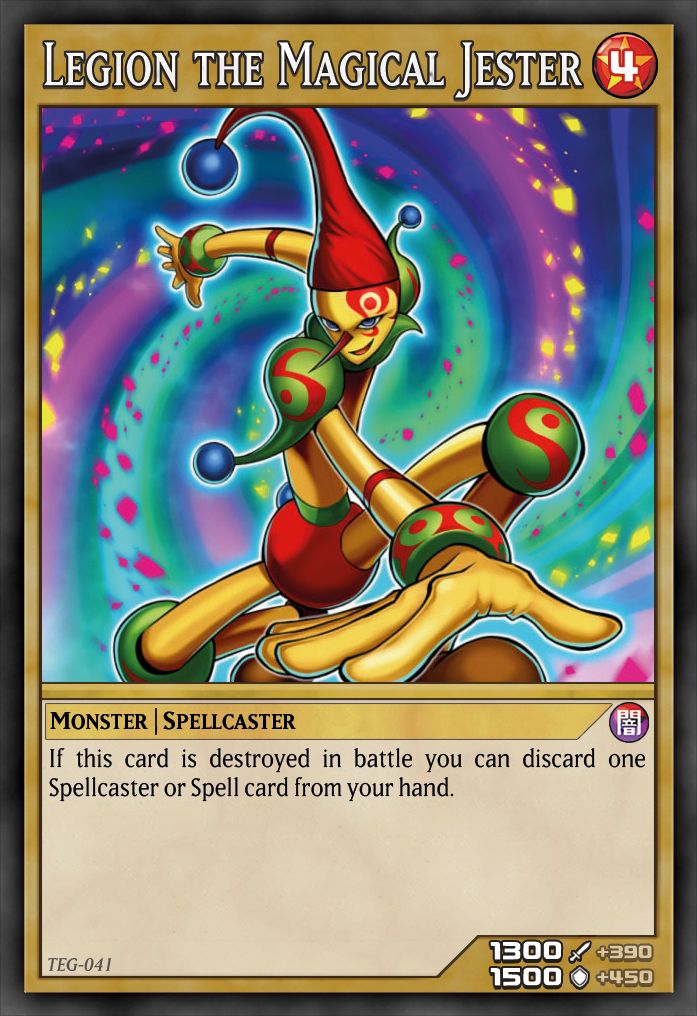 Legion the Magical Jester 4
Monster | Spellcaster 闇
If this card is destroyed in battle you can discard one
Spellcaster or Spell card from your hand.
1300 +390
TEG-041 1500 +450